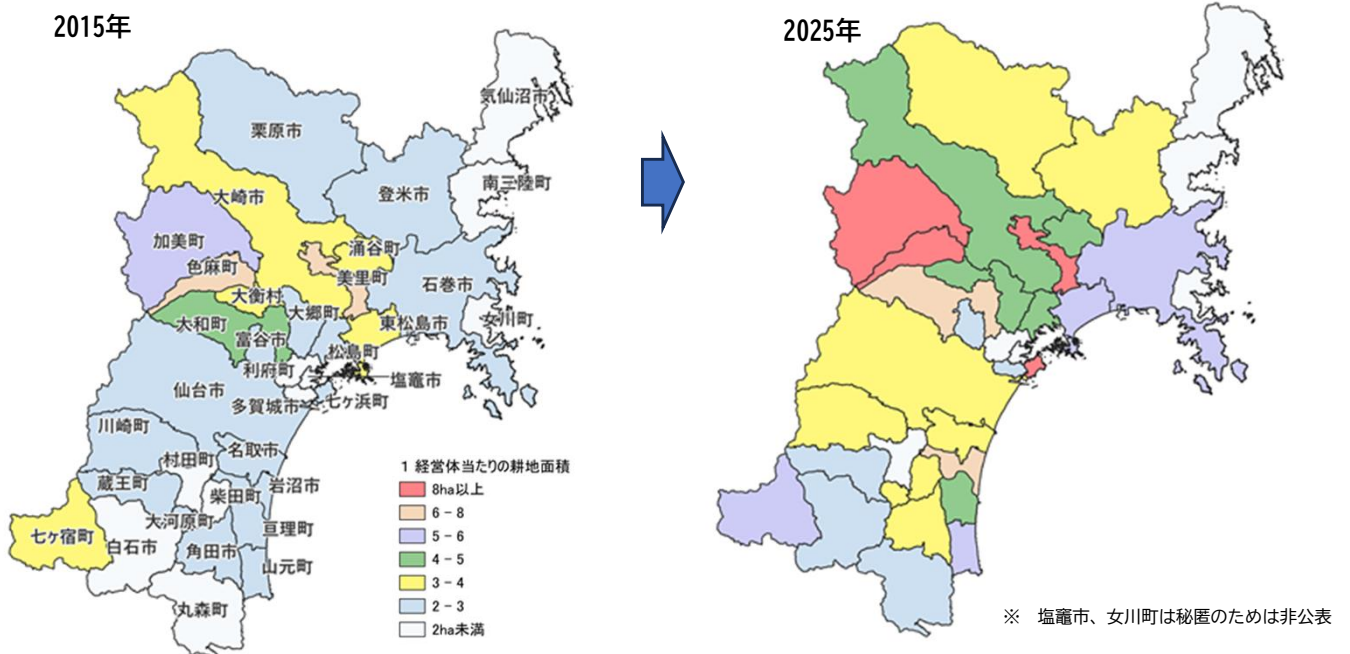 2015年
2025年
気仙沼市
栗原市
南三陸町
登米市
大崎市
加美町
涌谷町
色麻町
美里町
石巻市
大衡村
大郷町
女川町
大和町
東松島市
富谷市
松島町
利府町
塩竈市
仙台市
七ヶ浜町
多賀城市
川崎町
名取市
村田町
蔵王町
岩沼市
柴田町
大河原町
亘理町
七ヶ宿町
白石市
角田市
山元町
丸森町
1 経営体当たりの耕地面積
8ha以上
6 - 8
5 - 6
4 - 5
3 - 4
2 - 3
2ha未満
※ 塩竈市、女川町は秘匿のためは非公表